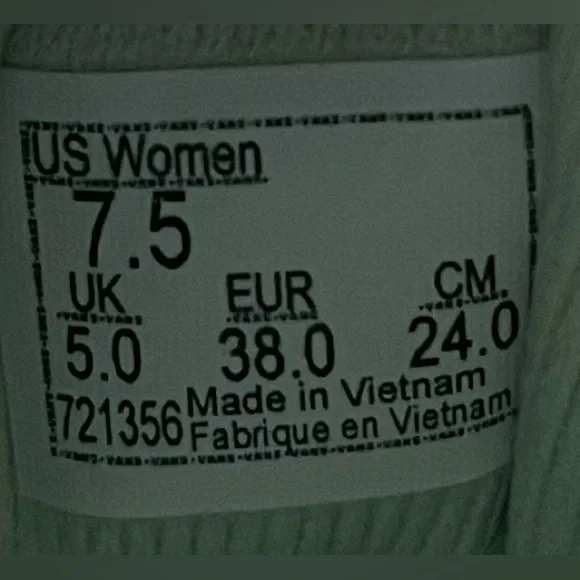 US Women
7.5
UK EUR CM.
5.0 38.0 24.0
721356 Made in Vietnam
Fabrique en Vietnam